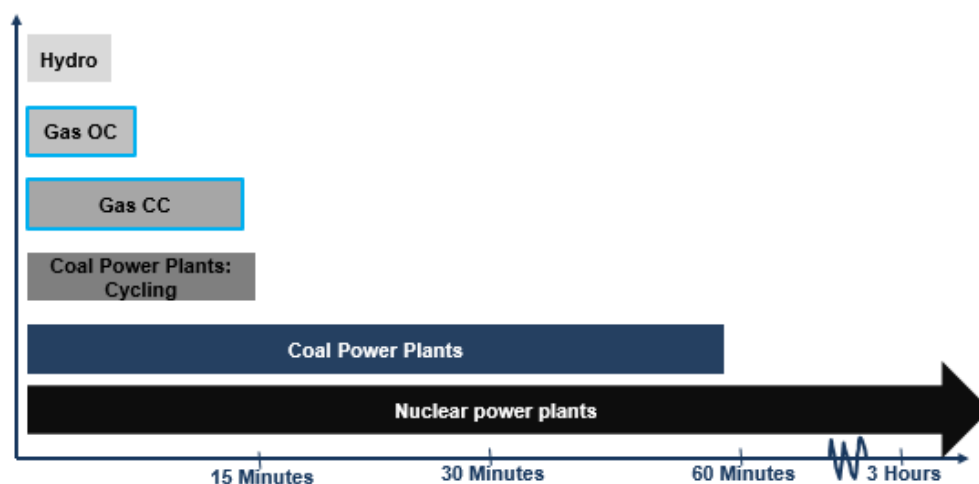 Hydro
Gas OC
Gas CC
Coal Power Plants:
Cycling
Coal Power Plants
Nuclear power plants
15 Minutes
30 Minutes
60 Minutes
3 Hours